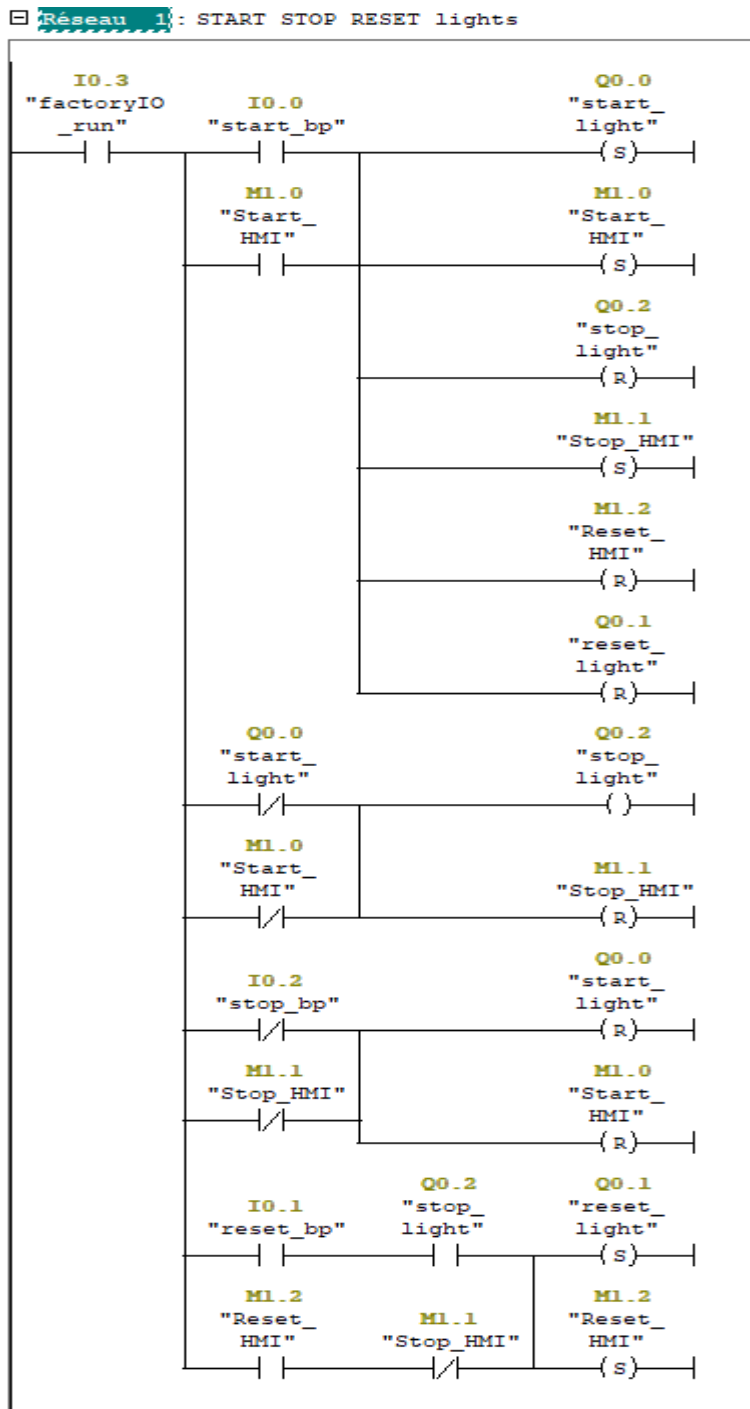 Réseau 1 : START STOP RESET lights
I0.3
"factoryIO
_run"
I0.0
"start_bp"
Q0.0
"start_
light"
S
M1.0
"Start_
HMI"
M1.0
"Start_
HMI"
S
Q0.2
"stop_
light"
R
M1.1
"Stop_HMI"
S
M1.2
"Reset_
HMI"
R
Q0.1
"reset_
light"
R
Q0.0
"start_
light"
Q0.2
"stop_
light"
M1.0
"Start_
HMI"
M1.1
"Stop_HMI"
R
I0.2
"stop_bp"
Q0.0
"start_
light"
R
M1.1
"Stop_HMI"
M1.0
"Start_
HMI"
R
I0.1
"reset_bp"
Q0.2
"stop_
light"
Q0.1
"reset_
light"
S
M1.2
"Reset_
HMI"
M1.1
"Stop_HMI"
M1.2
"Reset_
HMI"
S